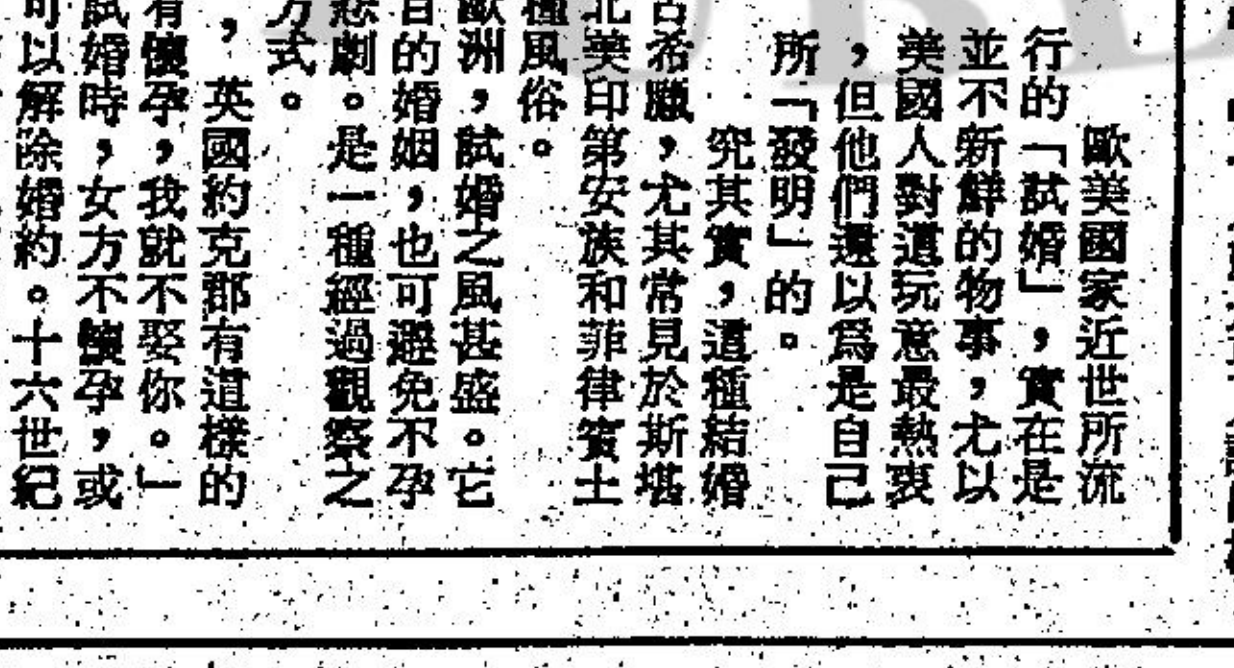 歐美國家近世所流
行的「試婚」,實在是
並不新鮮的物事,尤以
美國人對這玩意最熱衷
,但他們還以爲是自己
所「發明」的。
究其實,這種結婚
古希臘,尤其常見於斯堪
北美印第安族和菲律賓土
種風俗。
歐洲,試婚之風甚盛。它
目的婚姻,也可避免不孕
悲劇。是一種經過觀察之
方式。
,英國約克郡有這樣的
有懷孕,我就不娶你。」
試婚時,女方不懷孕,或
可以解除婚約。十六世紀